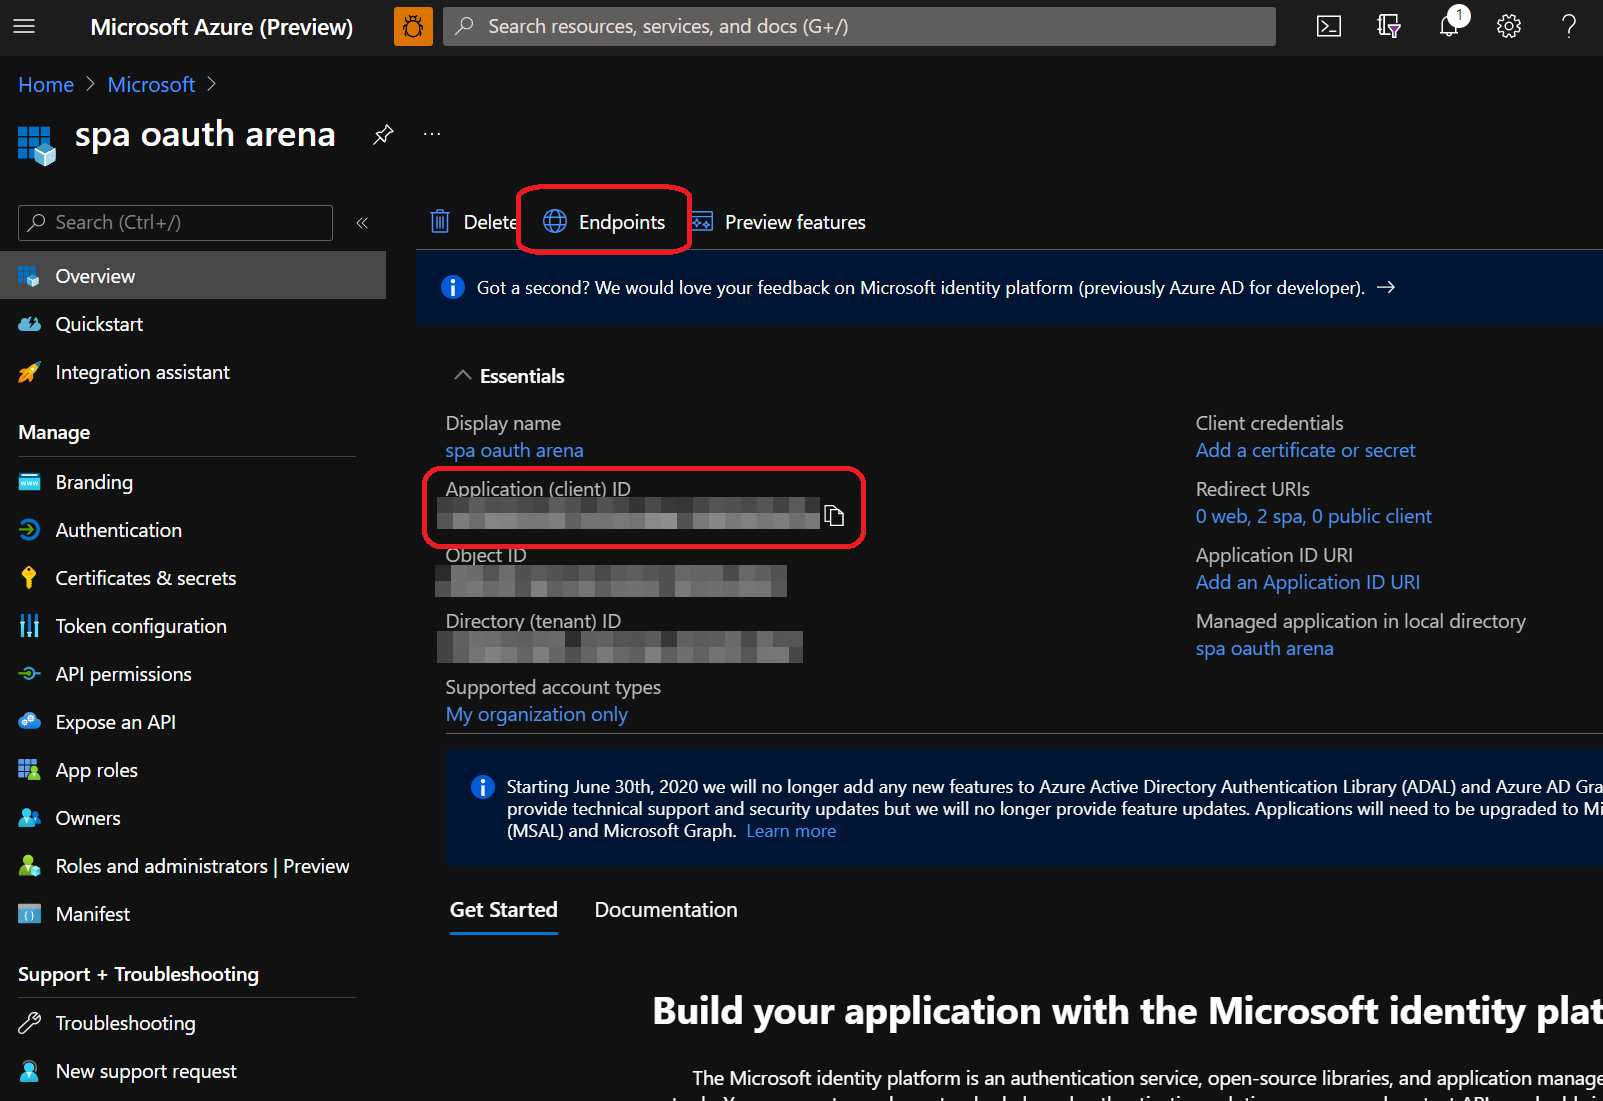 Microsoft Azure (Preview)
Search resources, services, and docs (G+/)
1
Home > Microsoft >
spa oauth arena
...
Search (Ctrl+/)
«
Delete
Endpoints
Preview features
Overview
Got a second? We would love your feedback on Microsoft identity platform (previously Azure AD for developer). →
Quickstart
Integration assistant
Essentials
Manage
Display name
spa oauth arena
Client credentials
Add a certificate or secret
Branding
Application (client) ID
Redirect URIs
0 web, 2 spa, 0 public client
Authentication
Object ID
Application ID URI
Add an Application ID URI
Certificates & secrets
Directory (tenant) ID
Managed application in local directory
spa oauth arena
Token configuration
API permissions
Supported account types
My organization only
Expose an API
App roles
Starting June 30th, 2020 we will no longer add any new features to Azure Active Directory Authentication Library (ADAL) and Azure AD Gra
provide technical support and security updates but we will no longer provide feature updates. Applications will need to be upgraded to Mi
(MSAL) and Microsoft Graph. Learn more
Owners
Roles and administrators | Preview
Manifest
Get Started
Documentation
Support + Troubleshooting
Troubleshooting
New support request
Build your application with the Microsoft identity plat
The Microsoft identity platform is an authentication service, open-source libraries, and application manage